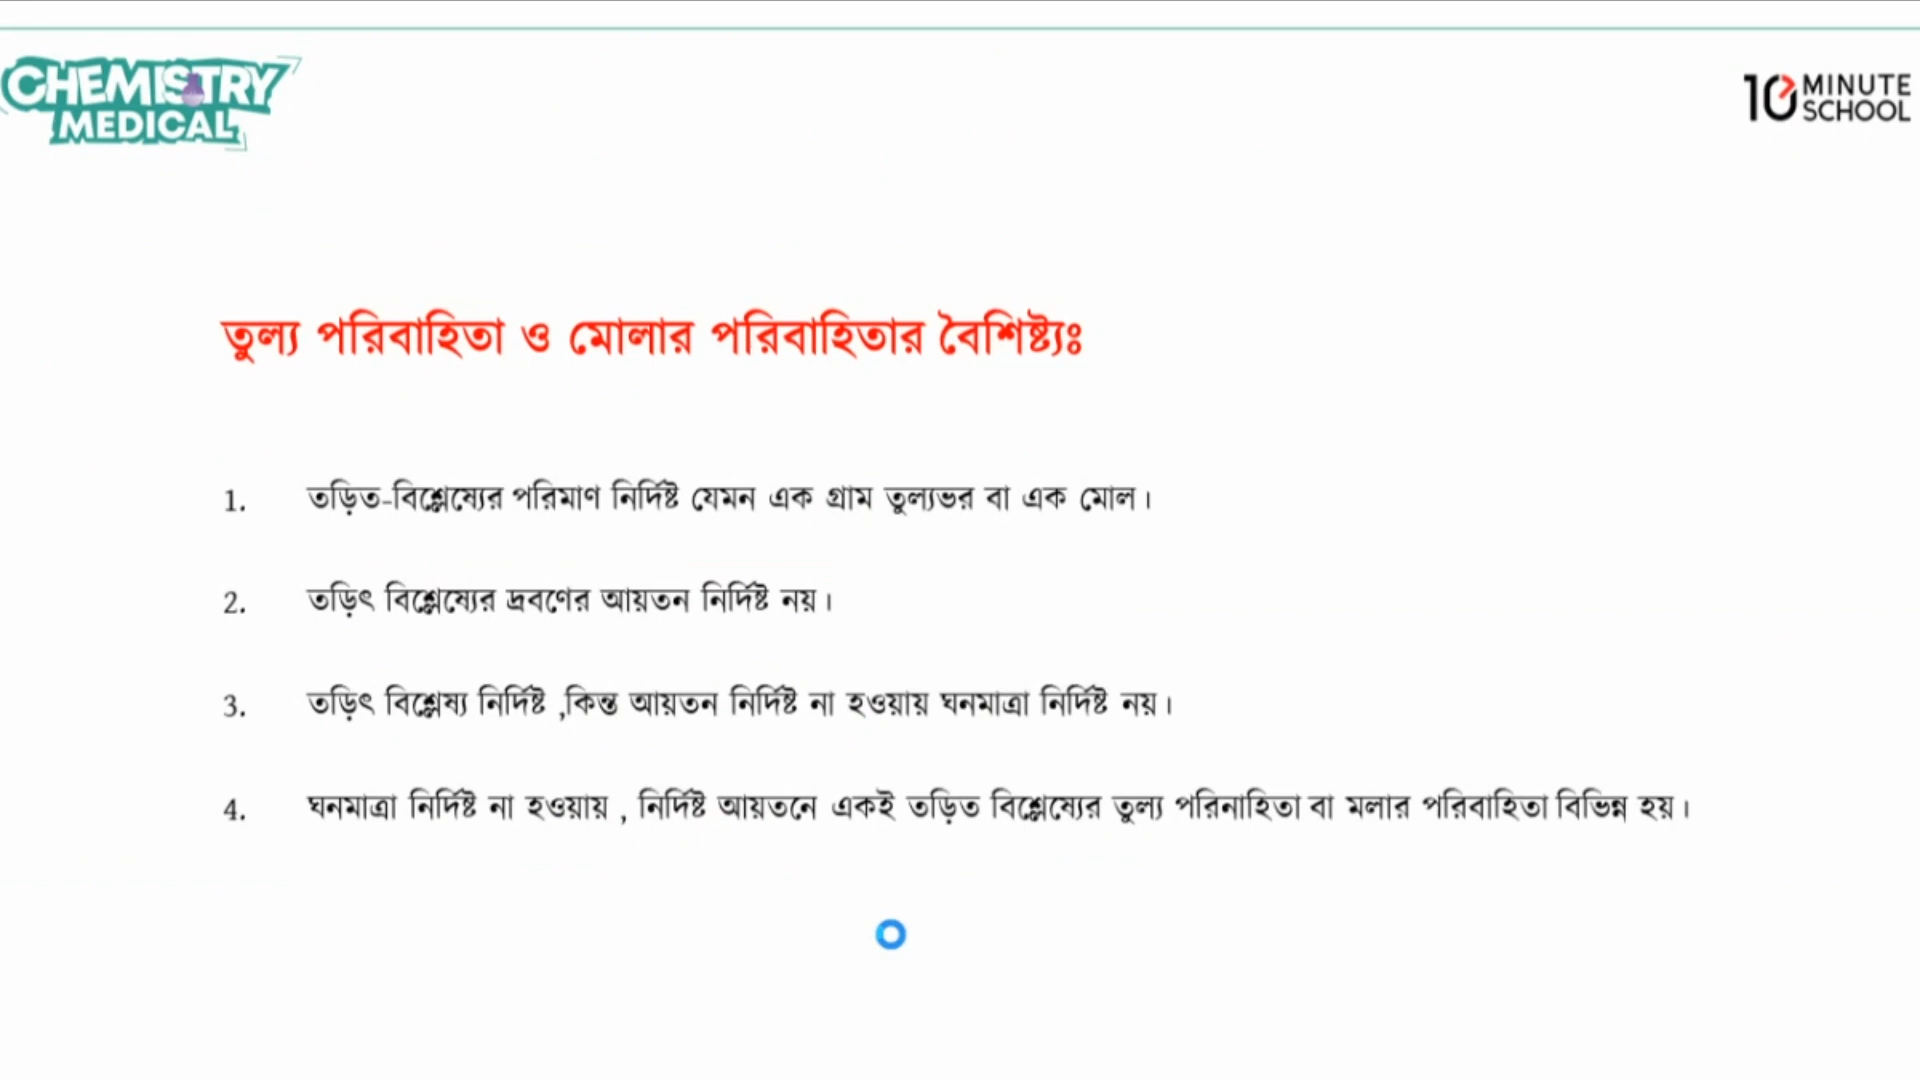 CHEMISTRY
MEDICAL
10 MINUTE
SCHOOL
তুল্য পরিবাহিতা ও মোলার পরিবাহিতার বৈশিষ্ট্যঃ
1. তড়িত-বিশ্লেষ্যের পরিমাণ নির্দিষ্ট যেমন এক গ্রাম তুল্যভর বা এক মোল।
2. তড়িৎ বিশ্লেষ্যের দ্রবণের আয়তন নির্দিষ্ট নয়।
3. তড়িৎ বিশ্লেষ্য নির্দিষ্ট ,কিন্তু আয়তন নির্দিষ্ট না হওয়ায় ঘনমাত্রা নির্দিষ্ট নয়।
4. ঘনমাত্রা নির্দিষ্ট না হওয়ায় , নির্দিষ্ট আয়তনে একই তড়িত বিশ্লেষ্যের তুল্য পরিনাহিতা বা মলার পরিবাহিতা বিভিন্ন হয়।